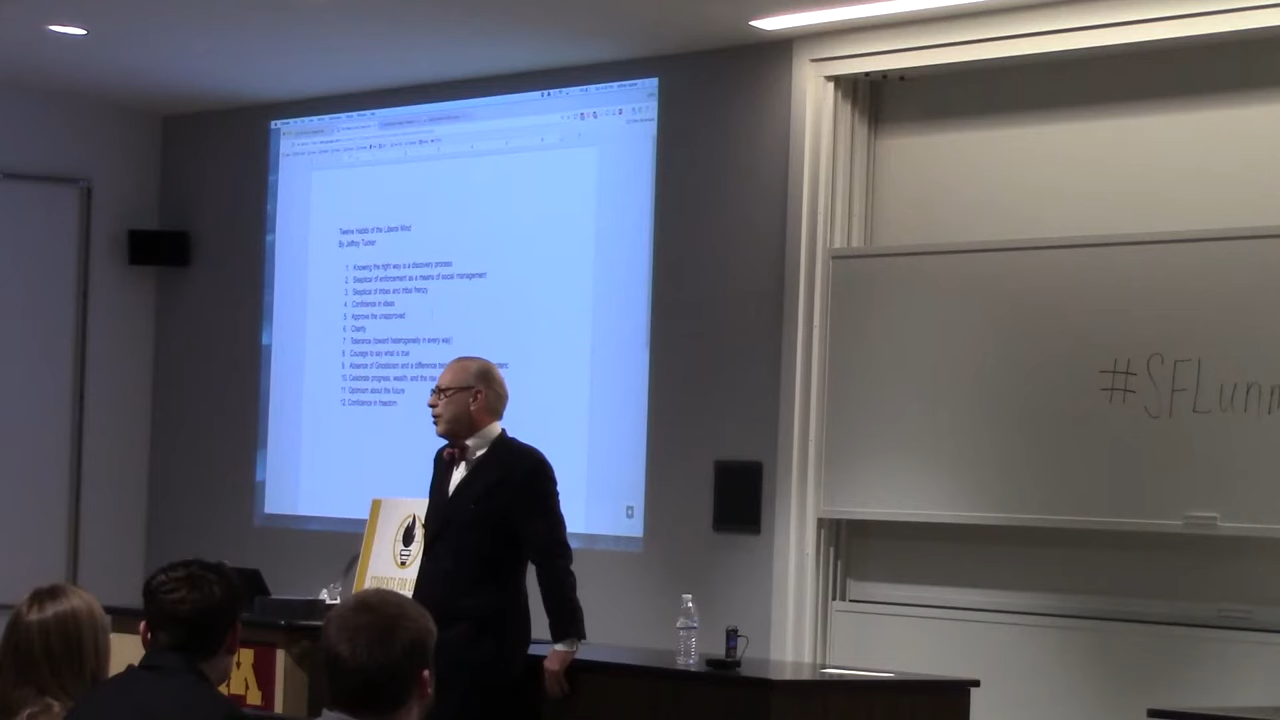 Twelve Habits of the Liberal Mind
By Jeffrey Tucker
1. Knowing the right way is a discovery process
2. Skeptical of enforcement as a means of social management
3. Skeptical of tribes and tribal frenzy
4. Confidence in ideas
5. Approve the unapproved
6. Charity
7. Tolerance (toward heterogeneity in every way)
8. Courage to say what is true
9. Absence of Gnosticism and a difference
10. Celebrate progress, wealth, and the
11. Optimism about the future
12. Confidence in freedom
#SFLunm
STUDENTS FOR
M